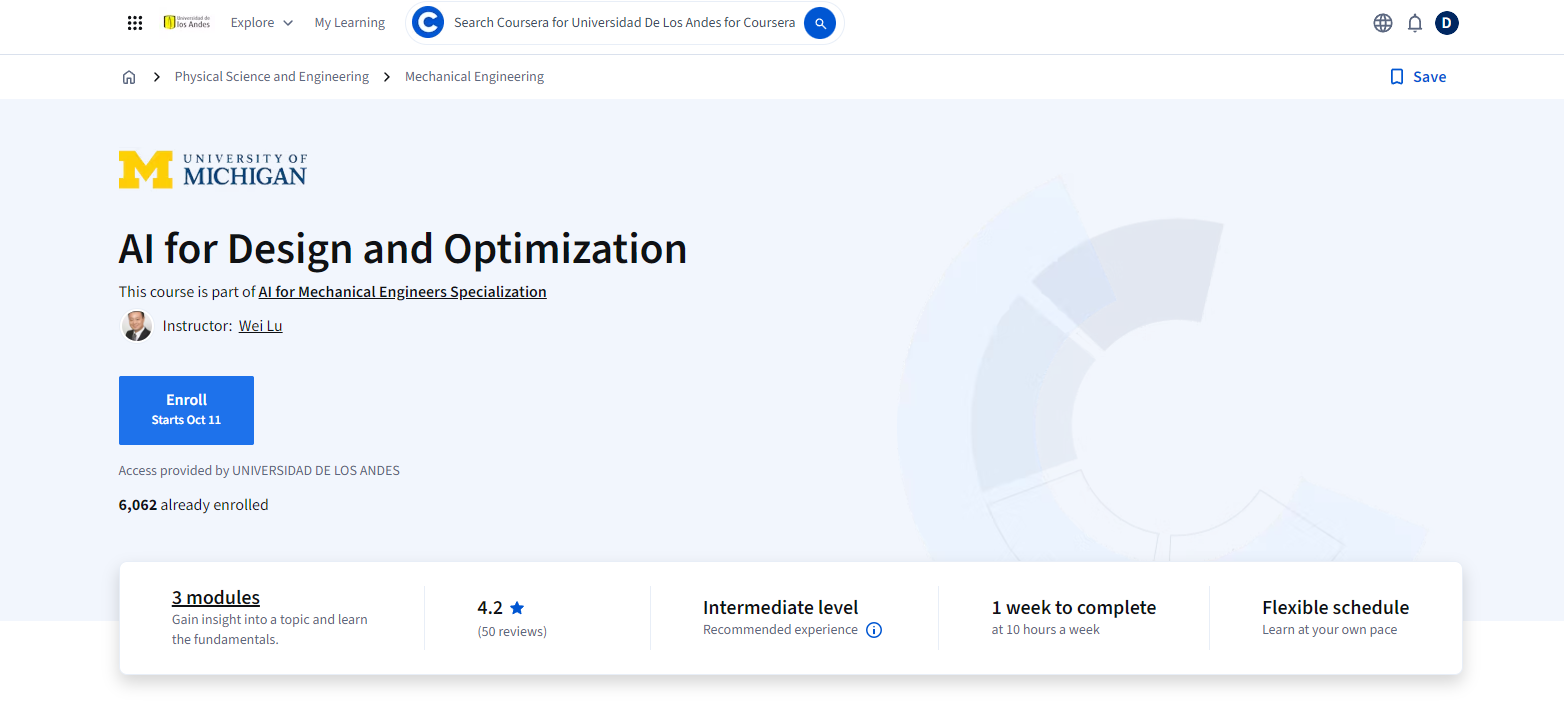 Universidad de
los Andes
Explore
My Learning
Search Coursera for Universidad De Los Andes for Coursera
D
Physical Science and Engineering
Mechanical Engineering
Save
UNIVERSITY OF
MICHIGAN
AI for Design and Optimization
This course is part of AI for Mechanical Engineers Specialization
Instructor: Wei Lu
Enroll
Starts Oct 11
Access provided by UNIVERSIDAD DE LOS ANDES
6,062 already enrolled
3 modules
Gain insight into a topic and learn
the fundamentals.
4.2
(50 reviews)
Intermediate level
Recommended experience
1 week to complete
at 10 hours a week
Flexible schedule
Learn at your own pace